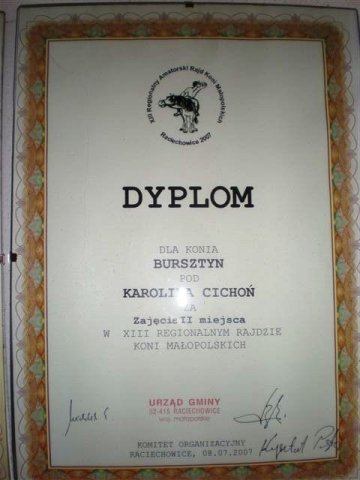 XIII Regionalny Amatorski Rajd Koni Małopolskich
Raciechowice 2007
DYPLOM
DLA KONIA
BURSZTYN
POD
KAROLINA CICHOŃ
ZA
Zajęcie II miejsca
W XIII REGIONALNYM RAJDZIE
KONI MAŁOPOLSKICH
URZĄD GMINY
32-415 RACIECHOWICE
woj. małopolskie
KOMITET ORGANIZACYJNY
RACIECHOWICE, 08.07.2007